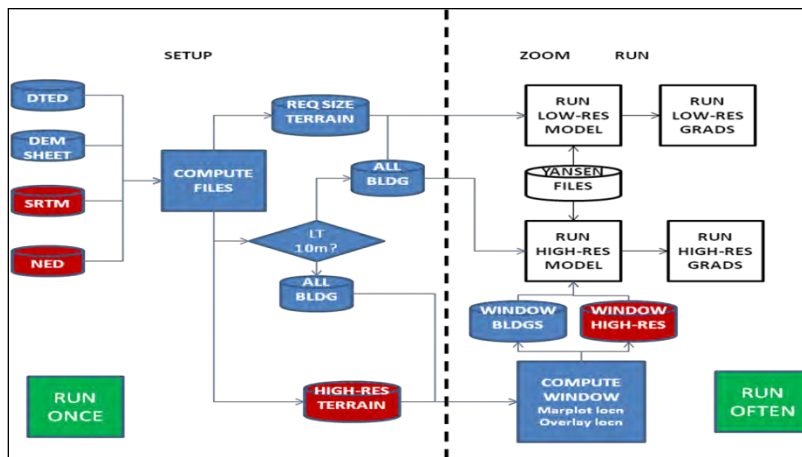 SETUP
ZOOM RUN
DTED
DEM
SHEET
SRTM
NED
COMPUTE
FILES
REQ SIZE
TERRAIN
ALL
BLDG
LT
10m?
ALL
BLDG
HIGH-RES
TERRAIN
RUN
ONCE
RUN
LOW-RES
MODEL
RUN
LOW-RES
GRADS
YANSEN
FILES
RUN
HIGH-RES
MODEL
RUN
HIGH-RES
GRADS
WINDOW
BLDGS
WINDOW
HIGH-RES
COMPUTE
WINDOW
Marplot locn
Overlay locn
RUN
OFTEN